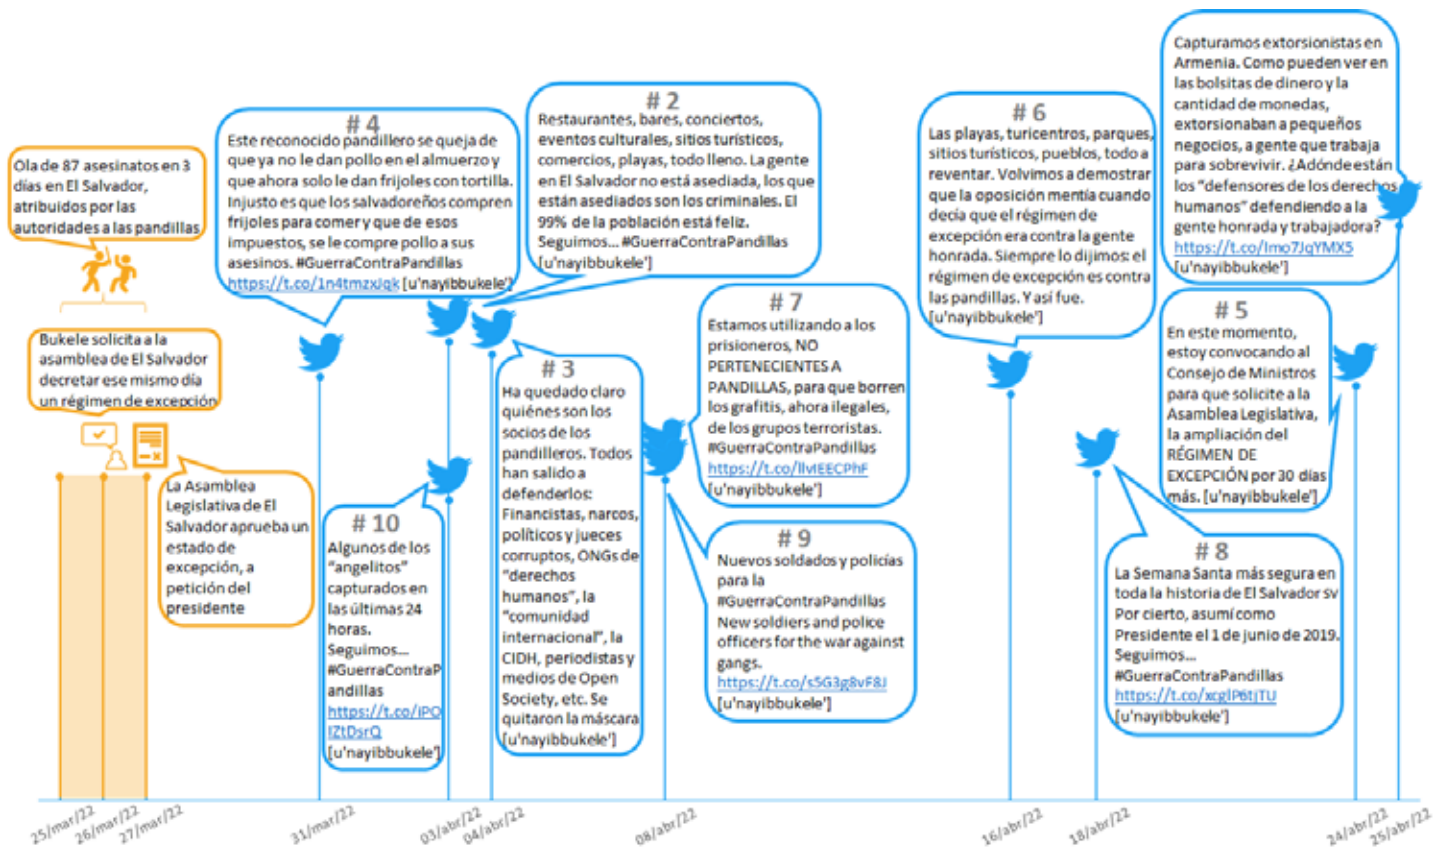 Ola de 87 asesinatos en 3
días en El Salvador,
atribuidos por las
autoridades a las pandillas
Bukele solicita a la
asamblea de El Salvador
decretar ese mismo día
un régimen de excepción
La Asamblea
Legislativa de El
Salvador aprueba un
estado de
excepción, a
petición del
presidente
# 4
Este reconocido pandillero se queja de
que ya no le dan pollo en el almuerzo y
que ahora solo le dan frijoles con tortilla.
Injusto es que los salvadoreños compren
frijoles para comer y que de esos
impuestos, se le compre pollo a sus
asesinos. #GuerraContraPandillas
https://t.co/1n4tmzxJqk [u'nayibbukele']
# 10
Algunos de los
“angelitos”
capturados en
las últimas 24
horas.
Seguimos...
#GuerraContraP
andillas
https://t.co/iPO
lZtDsrQ
[u'nayibbukele']
# 2
Restaurantes, bares, conciertos,
eventos culturales, sitios turísticos,
comercios, playas, todo lleno. La gente
en El Salvador no está asediada, los que
están asediados son los criminales. El
99% de la población está feliz.
Seguimos... #GuerraContraPandillas
[u'nayibbukele']
# 3
Ha quedado claro
quiénes son los
socios de los
pandilleros. Todos
han salido a
defenderlos:
Financistas, narcos,
políticos y jueces
corruptos, ONGs de
“derechos
humanos”, la
“comunidad
internacional”, la
CIDH, periodistas y
medios de Open
Society, etc. Se
quitaron la máscara
[u'nayibbukele']
# 7
Estamos utilizando a los
prisioneros, NO
PERTENECIENTES A
PANDILLAS, para que borren
los grafitis, ahora ilegales,
de los grupos terroristas.
#GuerraContraPandillas
https://t.co/llvIEECPhF
[u'nayibbukele']
# 9
Nuevos soldados y policías
para la
#GuerraContraPandillas
New soldiers and police
officers for the war against
gangs.
https://t.co/s5G3g8vF8J
[u'nayibbukele']
# 6
Las playas, turicentros, parques,
sitios turísticos, pueblos, todo a
reventar. Volvimos a demostrar
que la oposición mentía cuando
decía que el régimen de
excepción era contra la gente
honrada. Siempre lo dijimos: el
régimen de excepción es contra
las pandillas. Y así fue.
[u'nayibbukele']
# 8
La Semana Santa más segura en
toda la historia de El Salvador sv
Por cierto, asumí como
Presidente el 1 de junio de 2019.
Seguimos...
#GuerraContraPandillas
https://t.co/xcglP6tjTU
[u'nayibbukele']
Capturamos extorsionistas en
Armenia. Como pueden ver en
las bolsitas de dinero y la
cantidad de monedas,
extorsionaban a pequeños
negocios, a gente que trabaja
para sobrevivir. ¿Adónde están
los “defensores de los derechos
humanos” defendiendo a la
gente honrada y trabajadora?
https://t.co/Imo7JqYMX5
[u'nayibbukele']
# 5
En este momento,
estoy convocando al
Consejo de Ministros
para que solicite a la
Asamblea Legislativa,
la ampliación del
RÉGIMEN DE
EXCEPCIÓN por 30 días
más. [u'nayibbukele']
25/mar/22
26/mar/22
27/mar/22
31/mar/22
03/abr/22
04/abr/22
08/abr/22
16/abr/22
18/abr/22
24/abr/22
25/abr/22